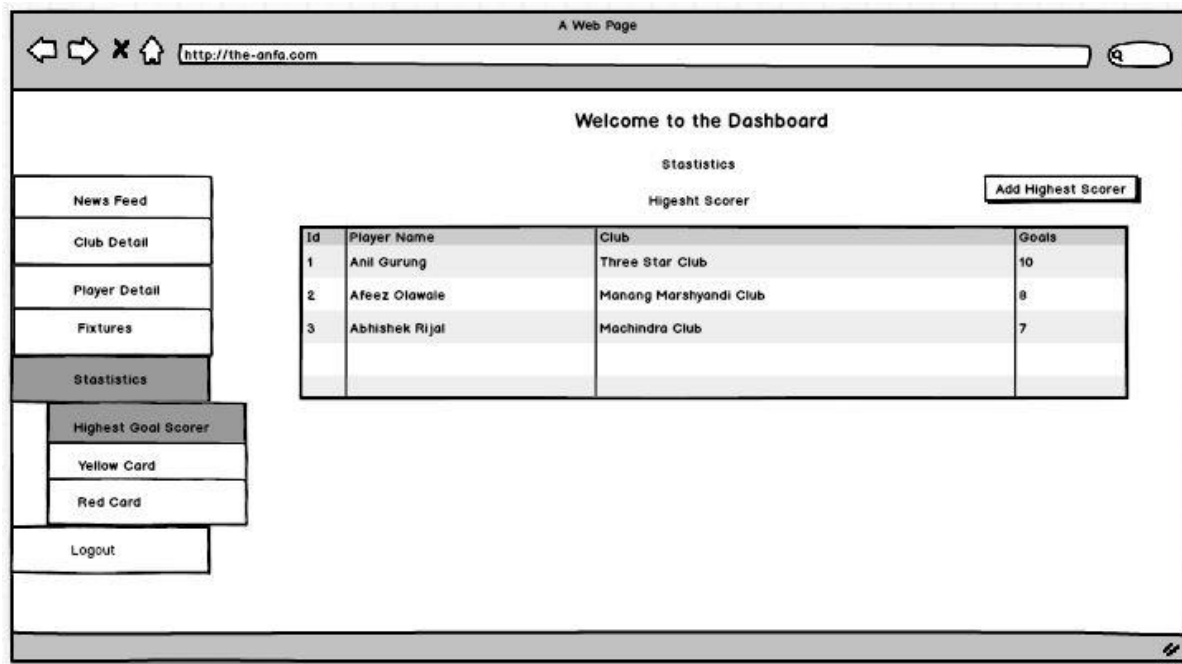 A Web Page
http://the-anfa.com
Welcome to the Dashboard
Stastistics
Higesht Scorer
Add Highest Scorer
News Feed
Club Detail
Player Detail
Fixtures
Stastistics
Highest Goal Scorer
Yellow Card
Red Card
Logout
Id Player Name Club Goals
1 Anil Gurung Three Star Club 10
2 Afeez Olawale Manang Marshyandi Club 8
3 Abhishek Rijal Machindra Club 7